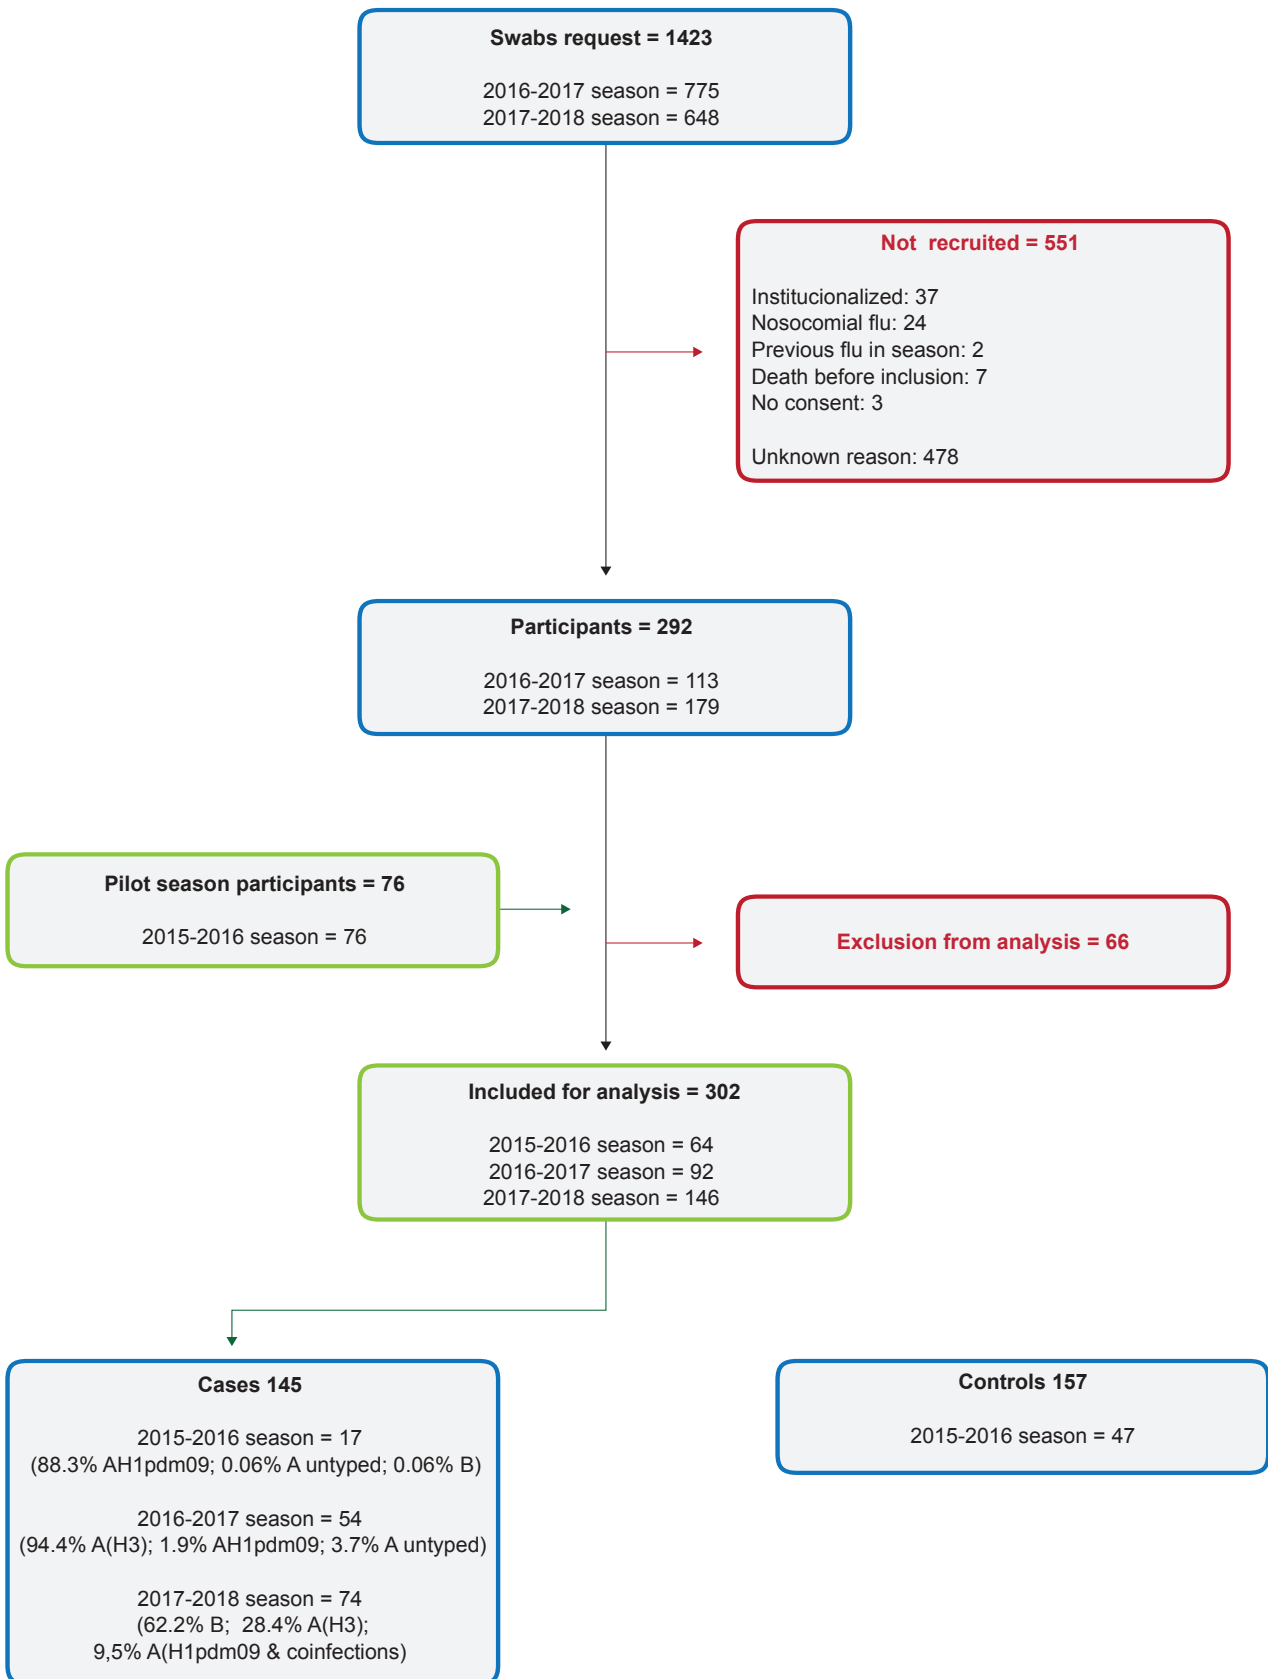 Swabs request = 1423
2016-2017 season = 775
2017-2018 season = 648
Not recruited = 551
Institucionalized: 37
Nosocomial flu: 24
Previous flu in season: 2
Death before inclusion: 7
No consent: 3
Unknown reason: 478
Participants = 292
2016-2017 season = 113
2017-2018 season = 179
Pilot season participants = 76
2015-2016 season = 76
Exclusion from analysis = 66
Included for analysis = 302
2015-2016 season = 64
2016-2017 season = 92
2017-2018 season = 146
Cases 145
2015-2016 season = 17
(88.3% AH1pdm09; 0.06% A untyped; 0.06% B)
2016-2017 season = 54
(94.4% A(H3); 1.9% AH1pdm09; 3.7% A untyped)
2017-2018 season = 74
(62.2% B; 28.4% A(H3);
9,5% A(H1pdm09 & coinfections)
Controls 157
2015-2016 season = 47